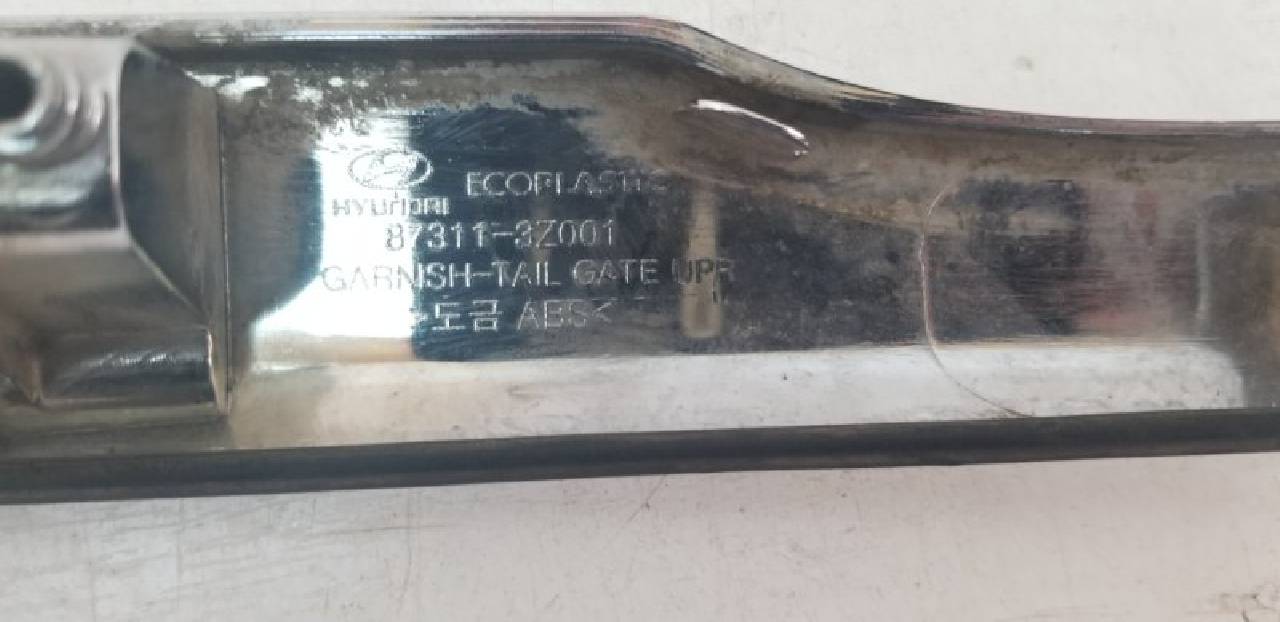 ECOPLASTIC
HYUNDAI
87311-3Z001
GARNISH-TAIL GATE UPR
>도금 ABS<